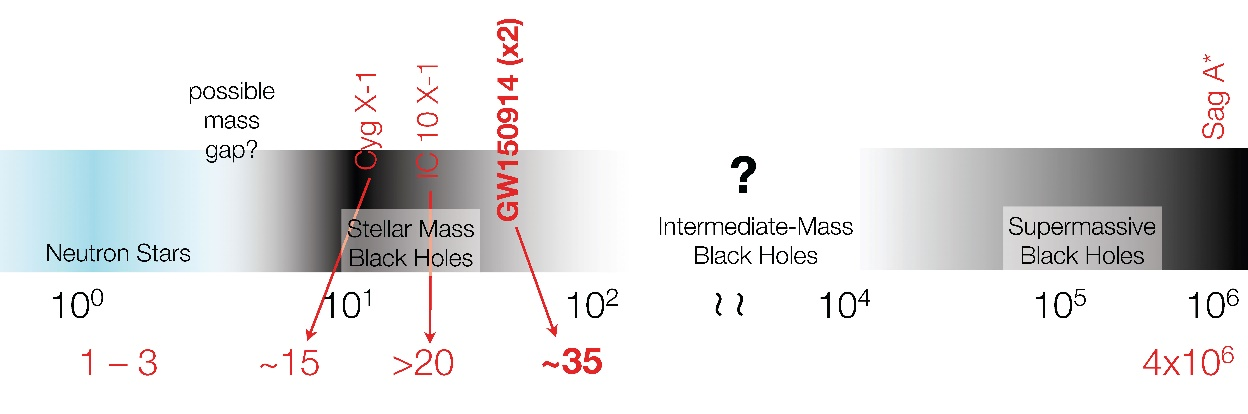 possible
mass
gap?
Cyg X-1
IC 10 X-1
GW150914 (x2)
Sag A*
?
Neutron Stars
Stellar Mass
Black Holes
Intermediate-Mass
Black Holes
Supermassive
Black Holes
10⁰ 10¹ 10² ~ ~ 10⁴ 10⁵ 10⁶
1 – 3 ~15 >20 ~35 4x10⁶